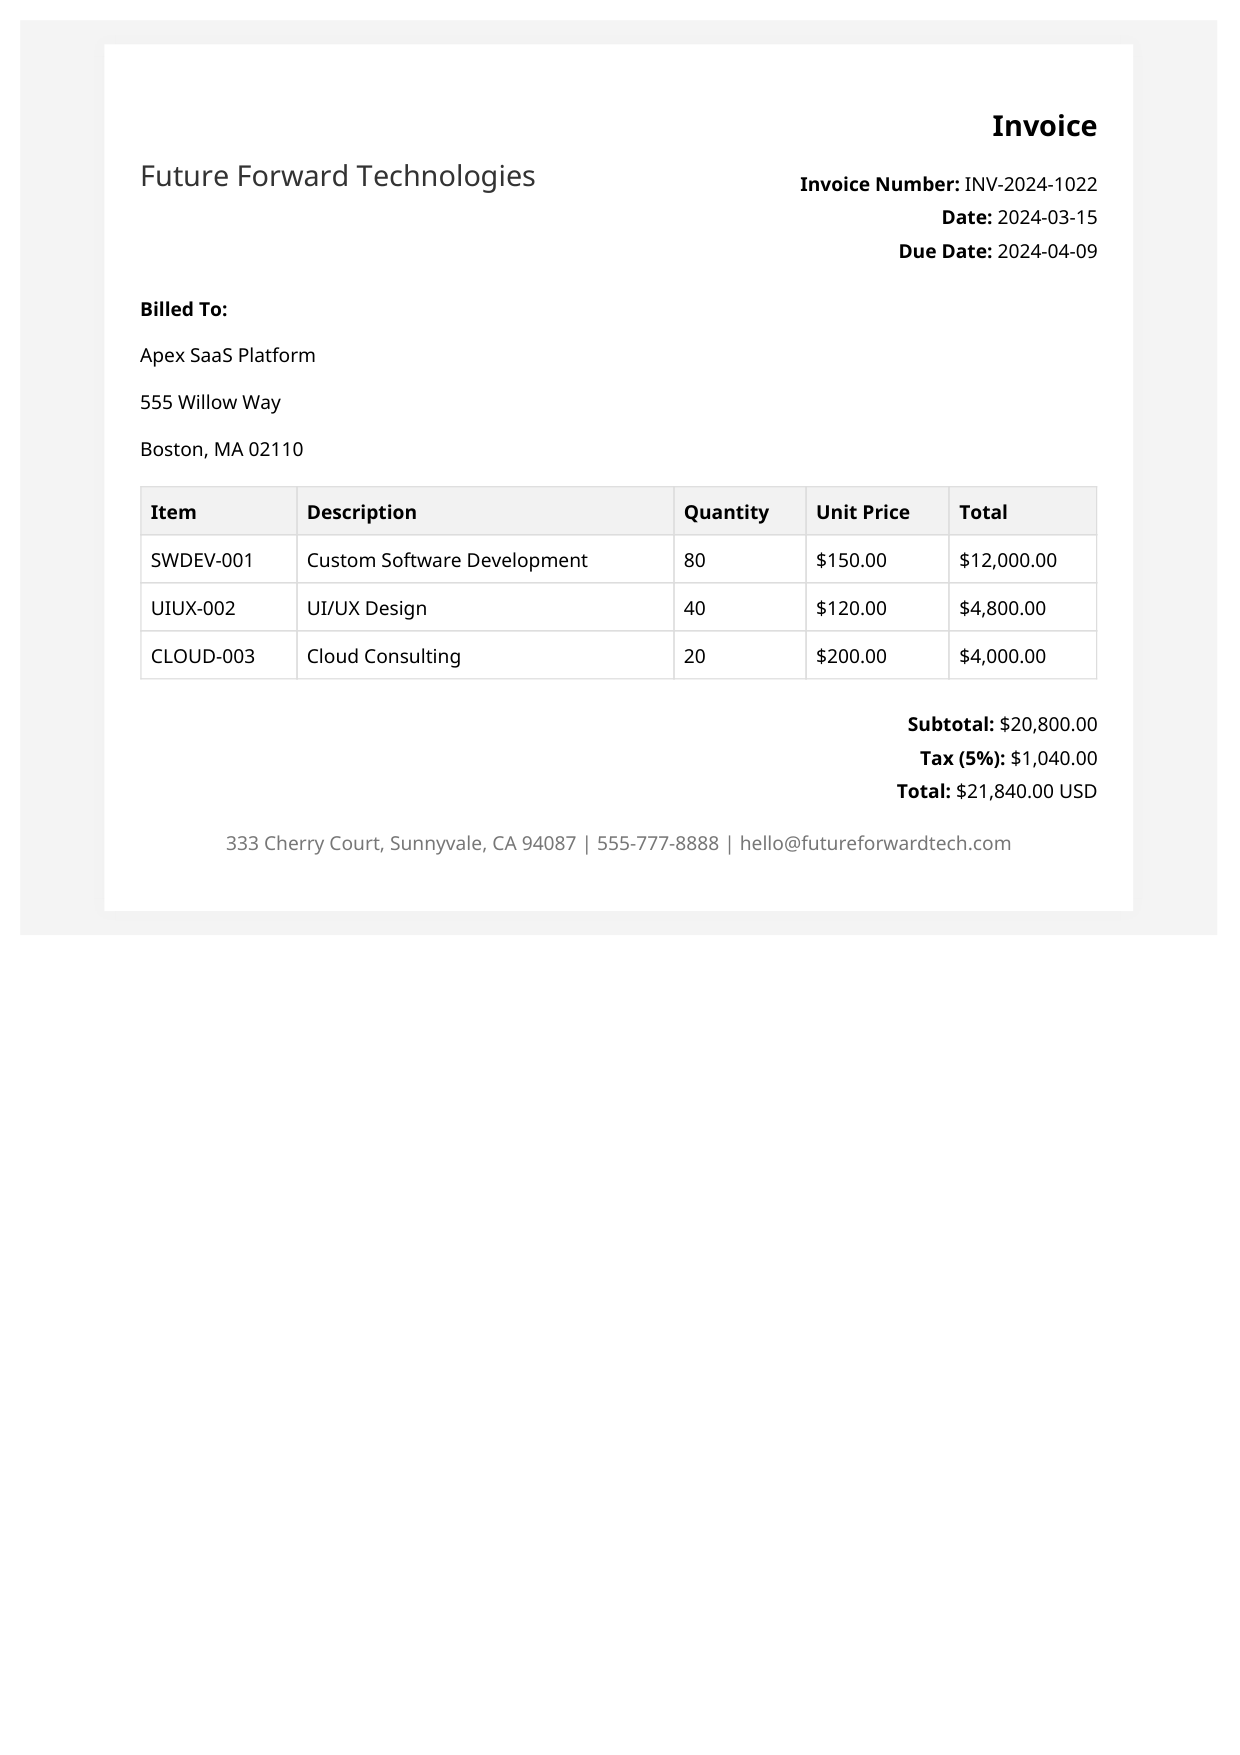 Invoice
Future Forward Technologies
Invoice Number: INV-2024-1022
Date: 2024-03-15
Due Date: 2024-04-09
Billed To:
Apex SaaS Platform
555 Willow Way
Boston, MA 02110
Item Description Quantity Unit Price Total
SWDEV-001 Custom Software Development 80 $150.00 $12,000.00
UIUX-002 UI/UX Design 40 $120.00 $4,800.00
CLOUD-003 Cloud Consulting 20 $200.00 $4,000.00
Subtotal: $20,800.00
Tax (5%): $1,040.00
Total: $21,840.00 USD
333 Cherry Court, Sunnyvale, CA 94087 | 555-777-8888 | hello@futureforwardtech.com